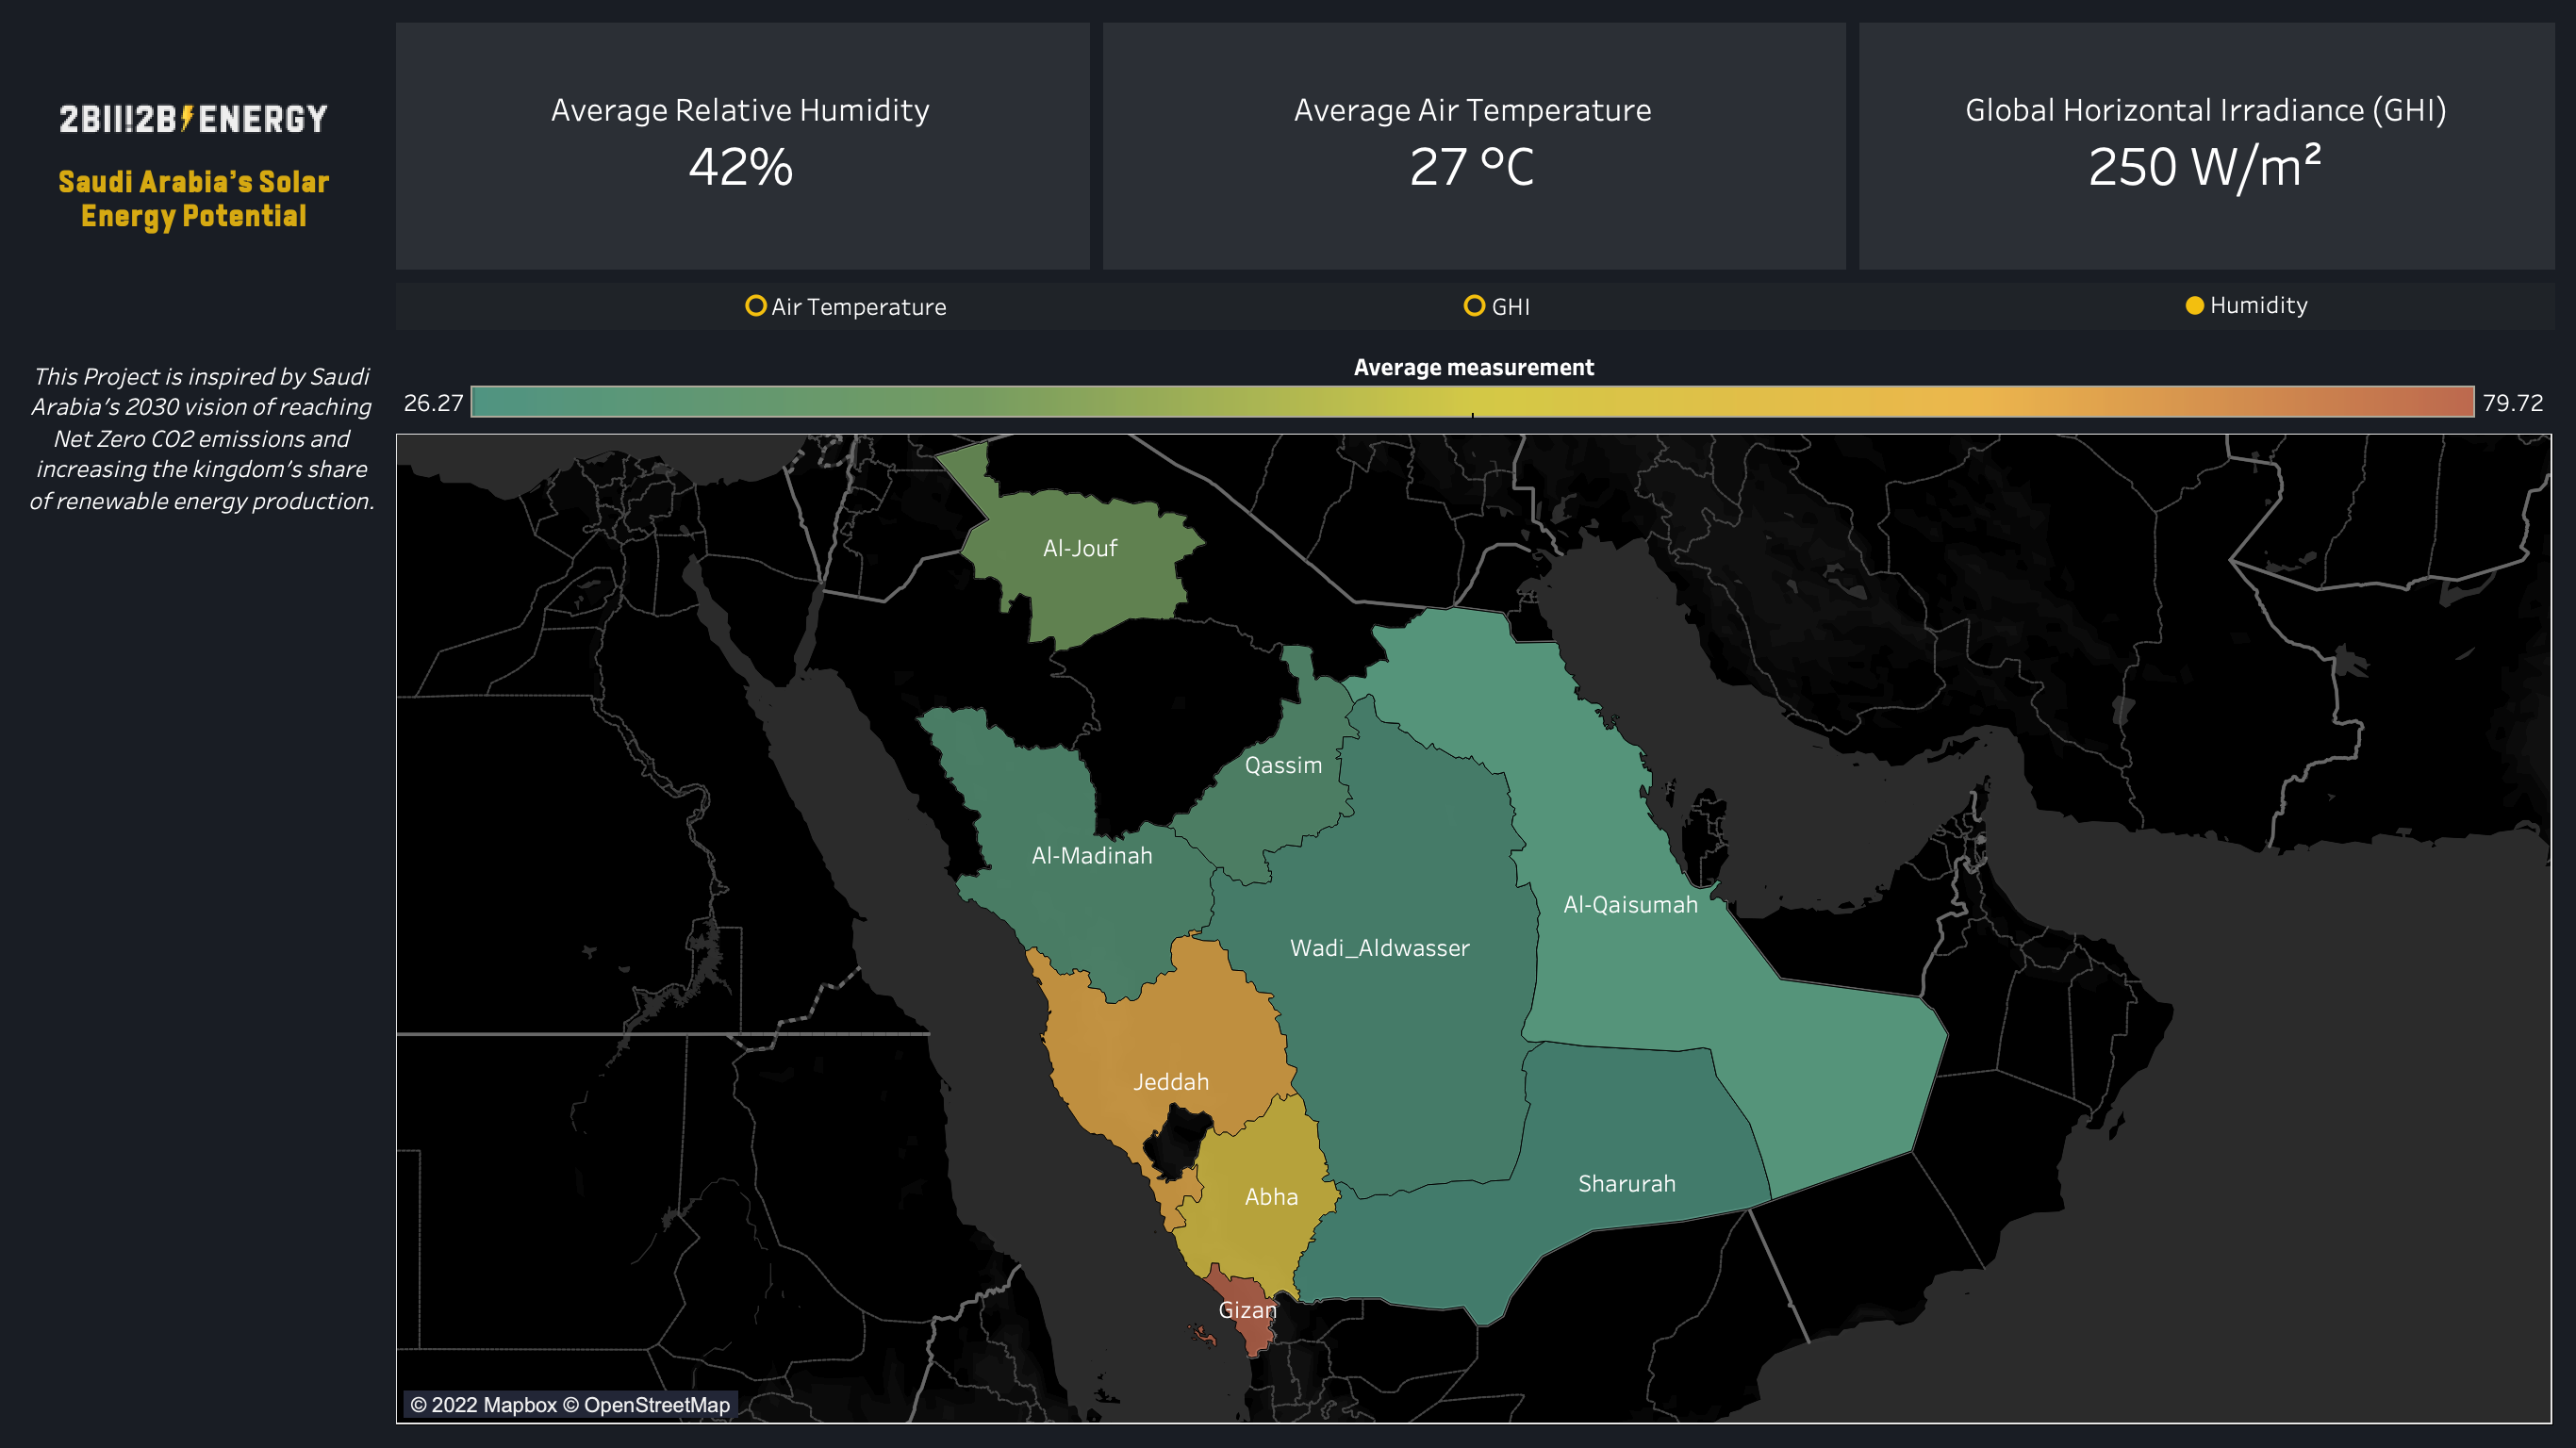 2BII!2B ENERGY
Saudi Arabia's Solar
Energy Potential
This Project is inspired by Saudi
Arabia's 2030 vision of reaching
Net Zero CO2 emissions and
increasing the kingdom's share
of renewable energy production.
Average Relative Humidity
42%
Average Air Temperature
27 °C
Global Horizontal Irradiance (GHI)
250 W/m²
Air Temperature
GHI
Humidity
Average measurement
26.27
79.72
Al-Jouf
Qassim
Al-Madinah
Al-Qaisumah
Wadi_Aldwasser
Jeddah
Sharurah
Abha
Gizan
© 2022 Mapbox © OpenStreetMap